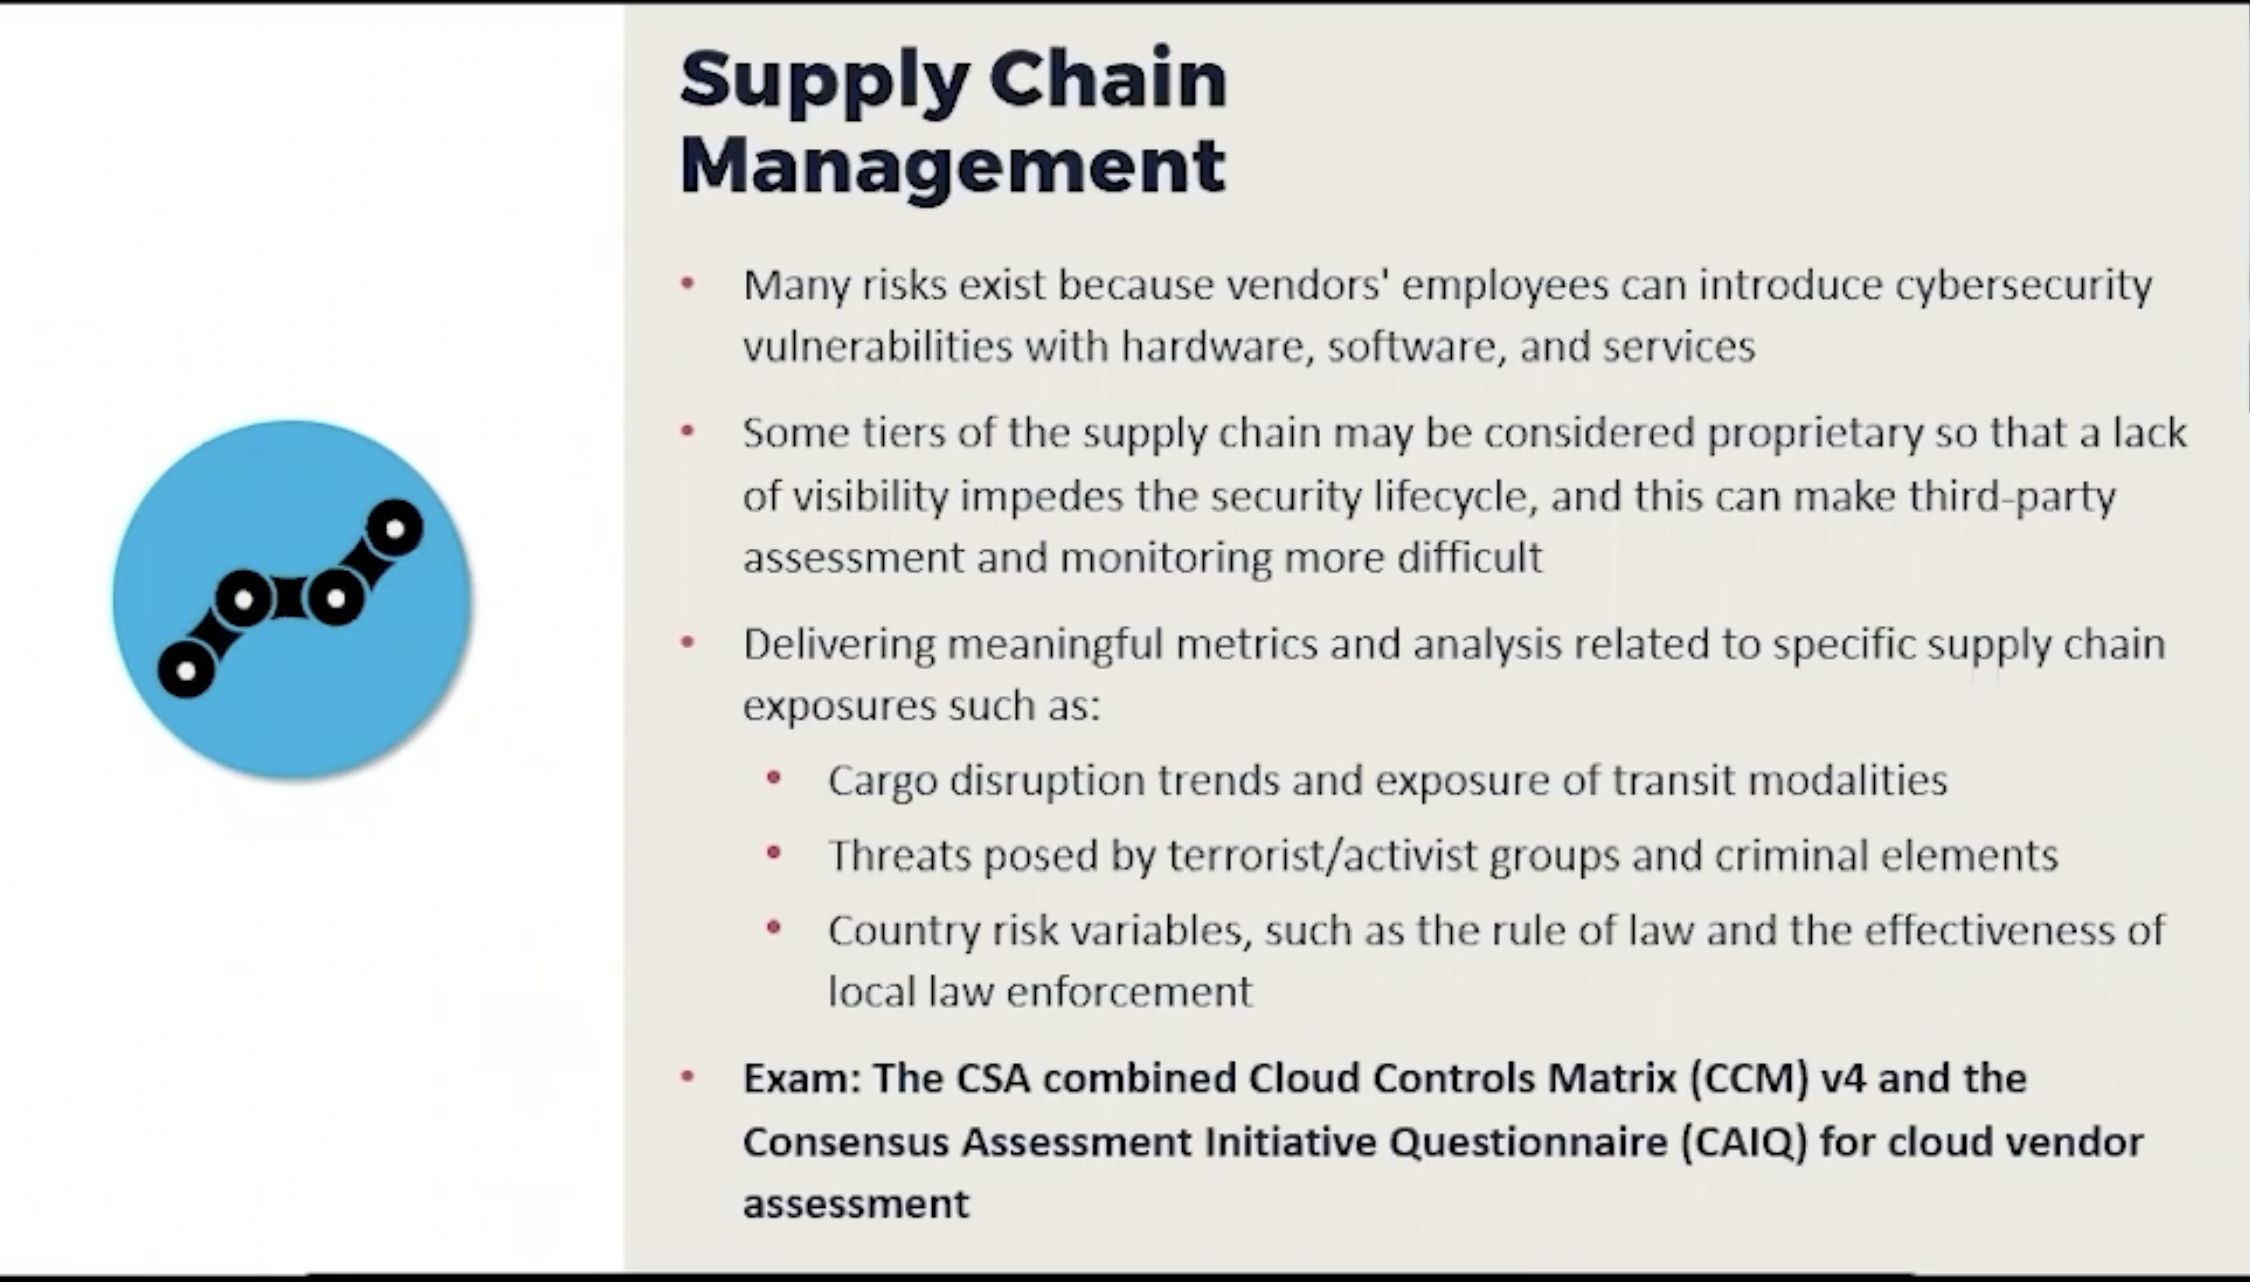 Supply Chain
Management
• Many risks exist because vendors' employees can introduce cybersecurity
vulnerabilities with hardware, software, and services
• Some tiers of the supply chain may be considered proprietary so that a lack
of visibility impedes the security lifecycle, and this can make third-party
assessment and monitoring more difficult
• Delivering meaningful metrics and analysis related to specific supply chain
exposures such as:
• Cargo disruption trends and exposure of transit modalities
• Threats posed by terrorist/activist groups and criminal elements
• Country risk variables, such as the rule of law and the effectiveness of
local law enforcement
• Exam: The CSA combined Cloud Controls Matrix (CCM) v4 and the
Consensus Assessment Initiative Questionnaire (CAIQ) for cloud vendor
assessment